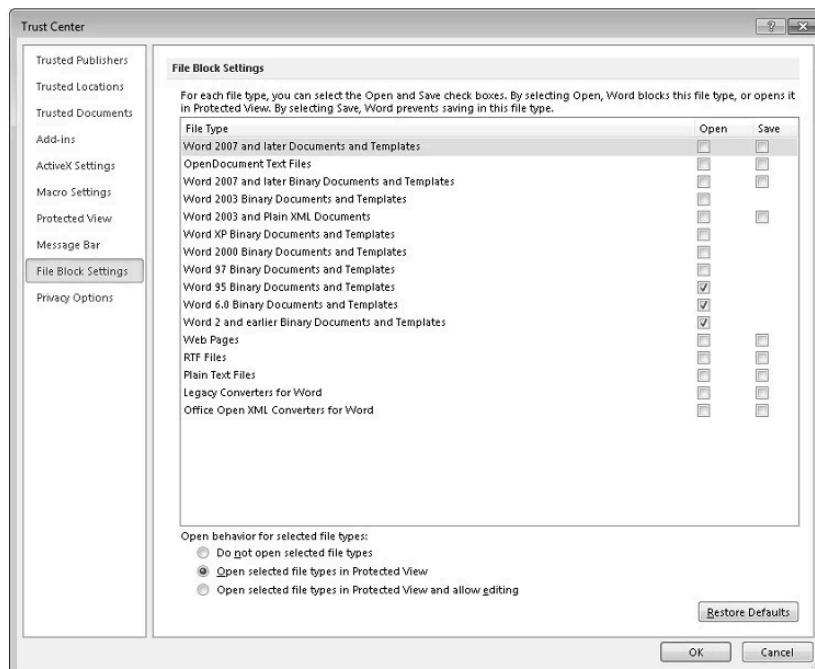 Trust Center
Trusted Publishers
Trusted Locations
Trusted Documents
Add-ins
ActiveX Settings
Macro Settings
Protected View
Message Bar
File Block Settings
Privacy Options
File Block Settings
For each file type, you can select the Open and Save check boxes. By selecting Open, Word blocks this file type, or opens it
in Protected View. By selecting Save, Word prevents saving in this file type.
File Type Open Save
Word 2007 and later Documents and Templates
OpenDocument Text Files
Word 2007 and later Binary Documents and Templates
Word 2003 Binary Documents and Templates
Word 2003 and Plain XML Documents
Word XP Binary Documents and Templates
Word 2000 Binary Documents and Templates
Word 97 Binary Documents and Templates
Word 95 Binary Documents and Templates
Word 6.0 Binary Documents and Templates
Word 2 and earlier Binary Documents and Templates
Web Pages
RTF Files
Plain Text Files
Legacy Converters for Word
Office Open XML Converters for Word
Open behavior for selected file types:
Do not open selected file types
Open selected file types in Protected View
Open selected file types in Protected View and allow editing
Restore Defaults
OK Cancel